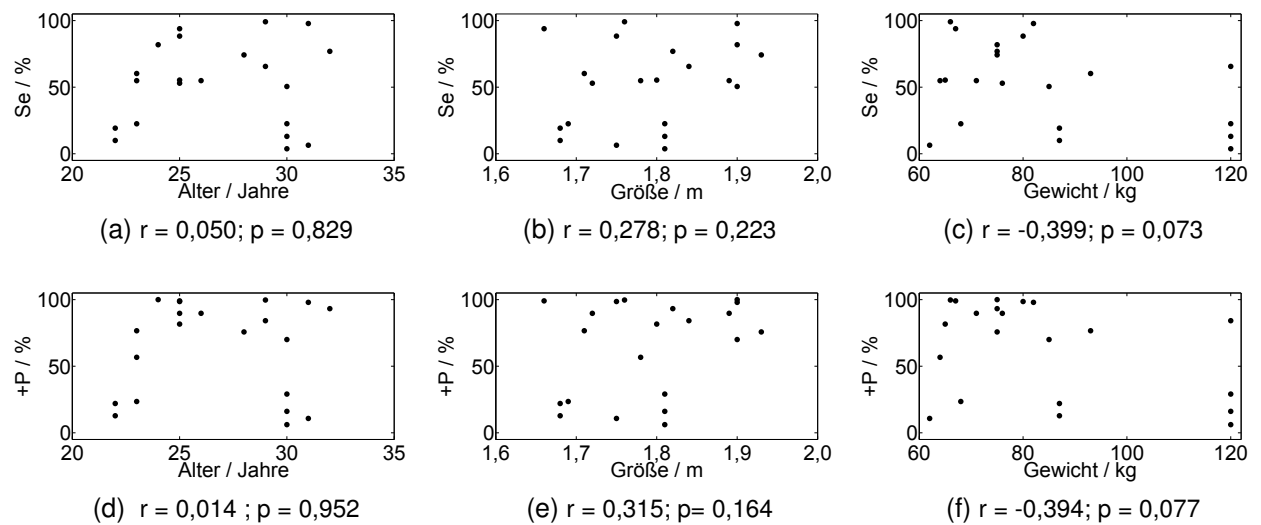 100
50
0
Se / %
20 25 30 35
Alter / Jahre
(a) r = 0,050; p = 0,829
100
50
0
Se / %
1,6 1,7 1,8 1,9 2,0
Größe / m
(b) r = 0,278; p = 0,223
100
50
0
Se / %
60 80 100 120
Gewicht / kg
(c) r = -0,399; p = 0,073
100
50
0
+P / %
20 25 30 35
Alter / Jahre
(d) r = 0,014 ; p = 0,952
100
50
0
+P / %
1,6 1,7 1,8 1,9 2,0
Größe / m
(e) r = 0,315; p= 0,164
100
50
0
+P / %
60 80 100 120
Gewicht / kg
(f) r = -0,394; p = 0,077